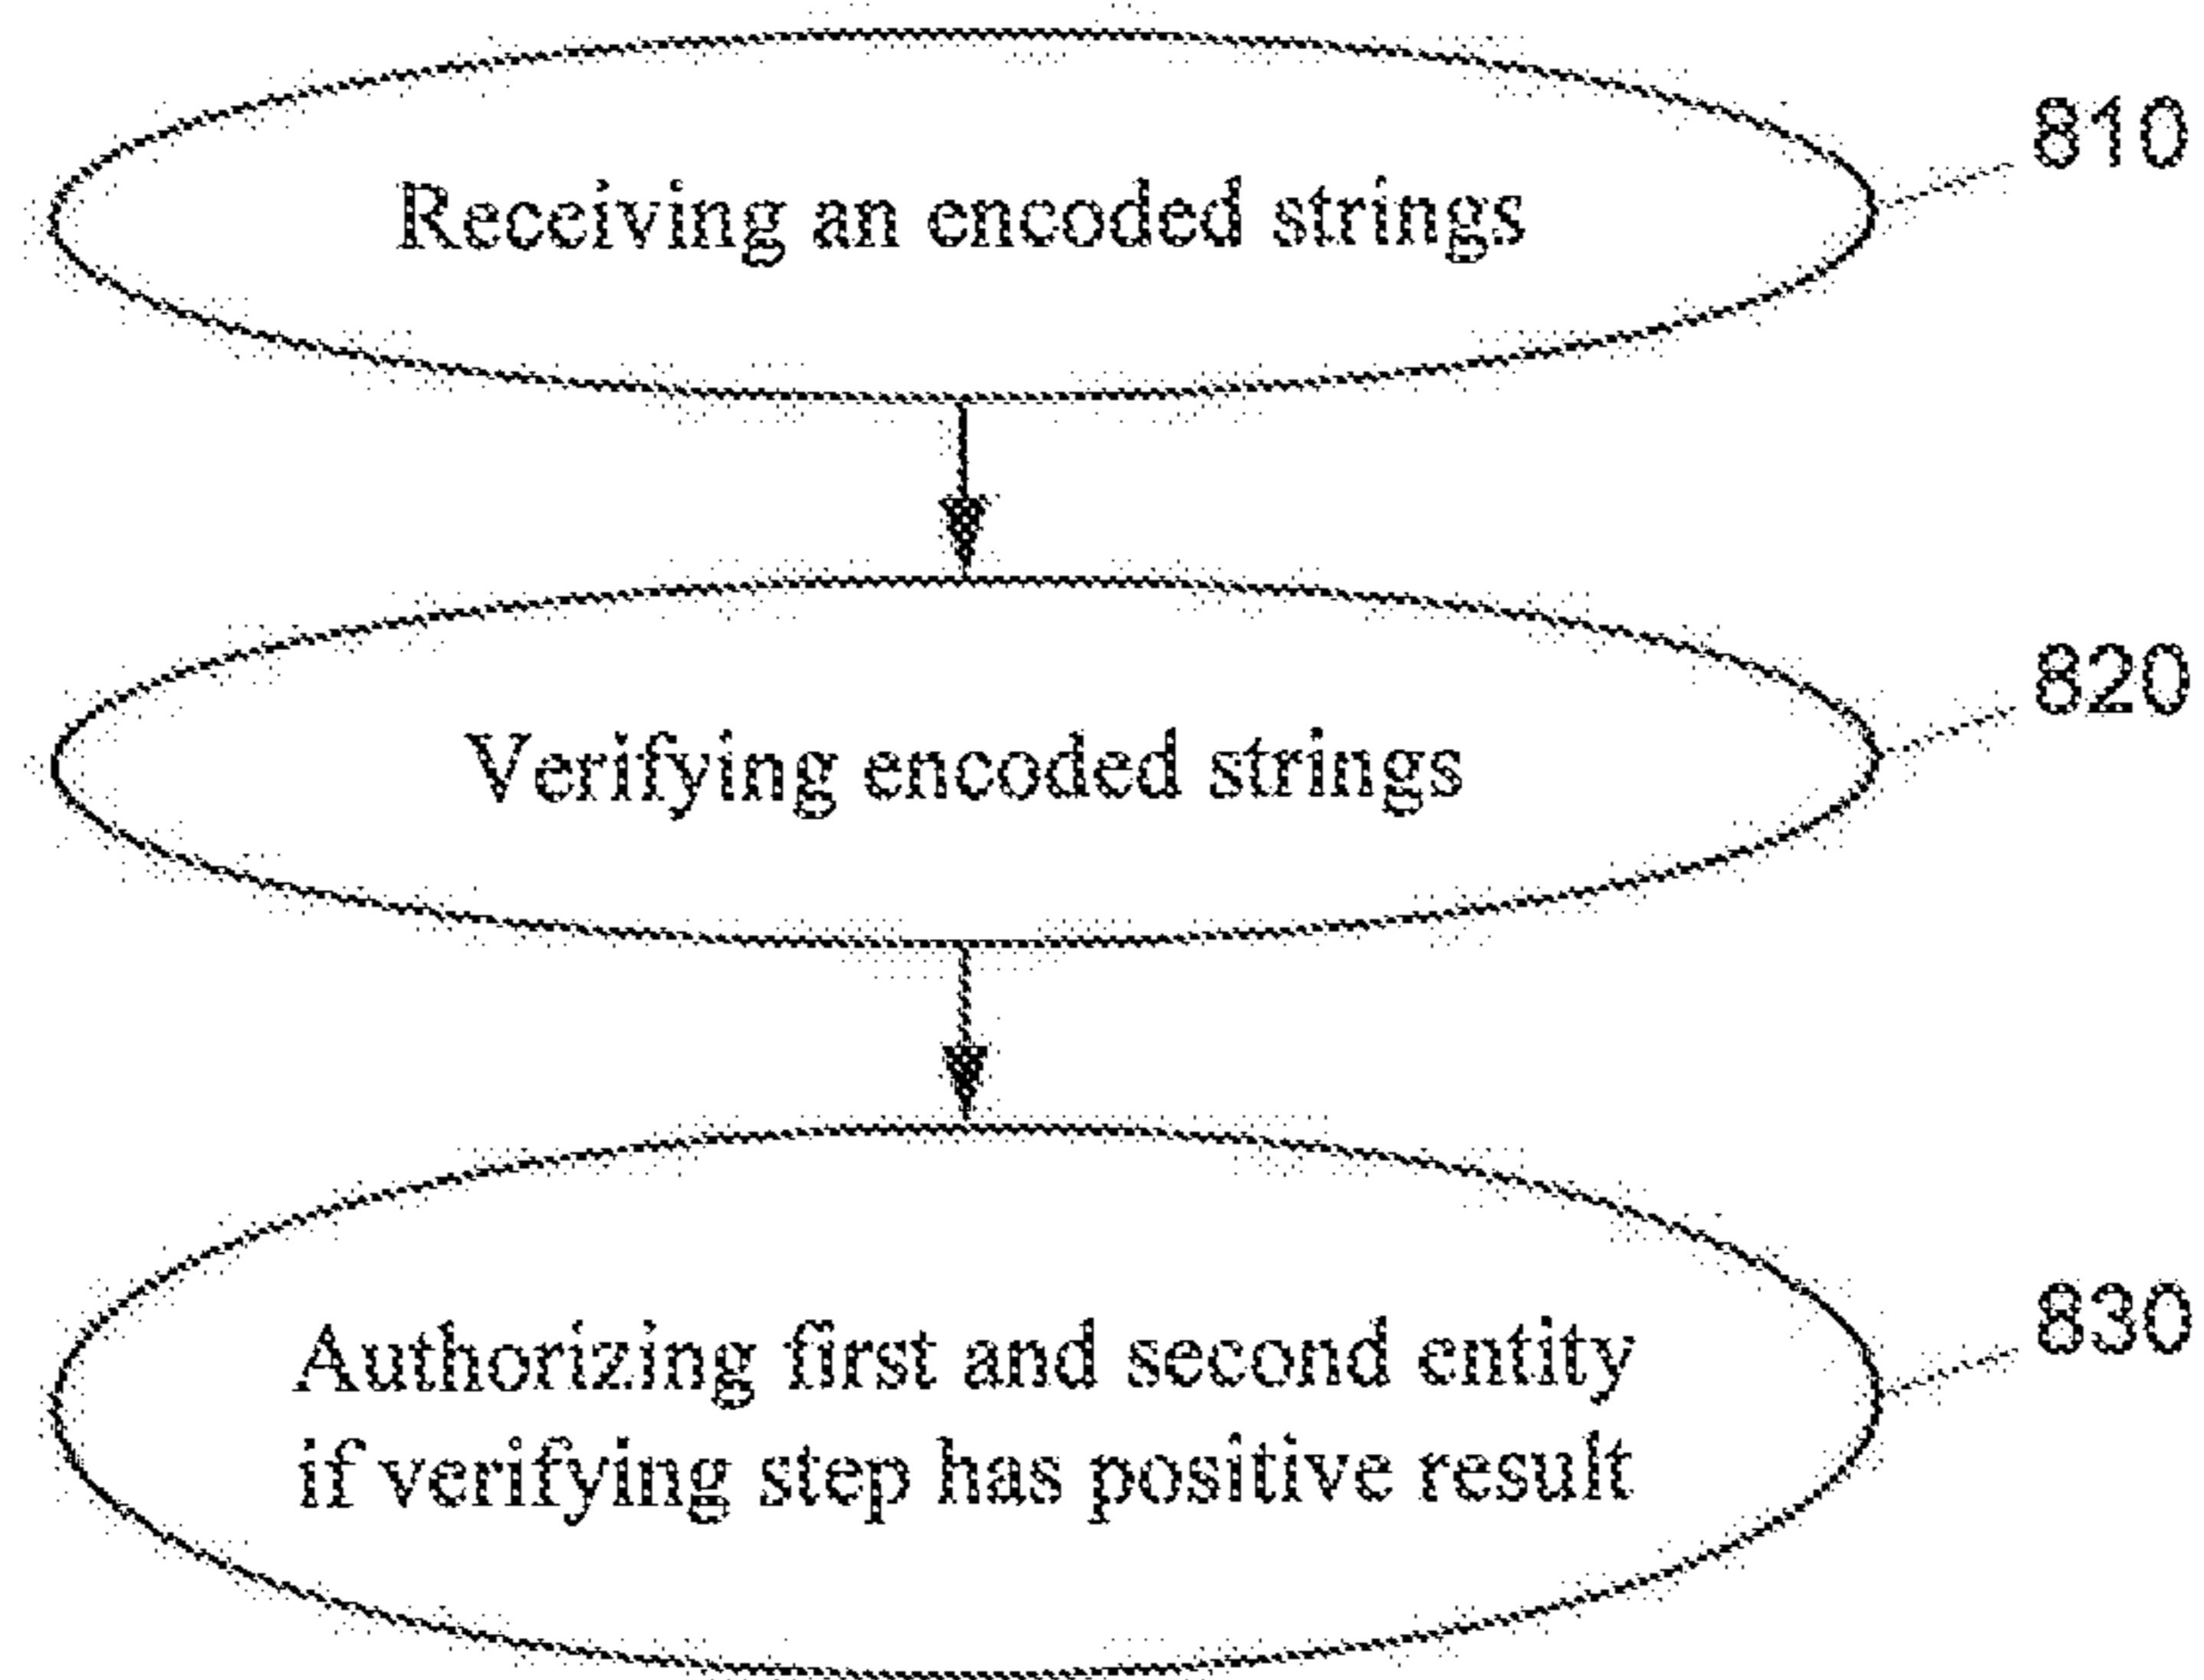 810
Receiving an encoded strings
820
Verifying encoded strings
830
Authorizing first and second entity
if verifying step has positive result